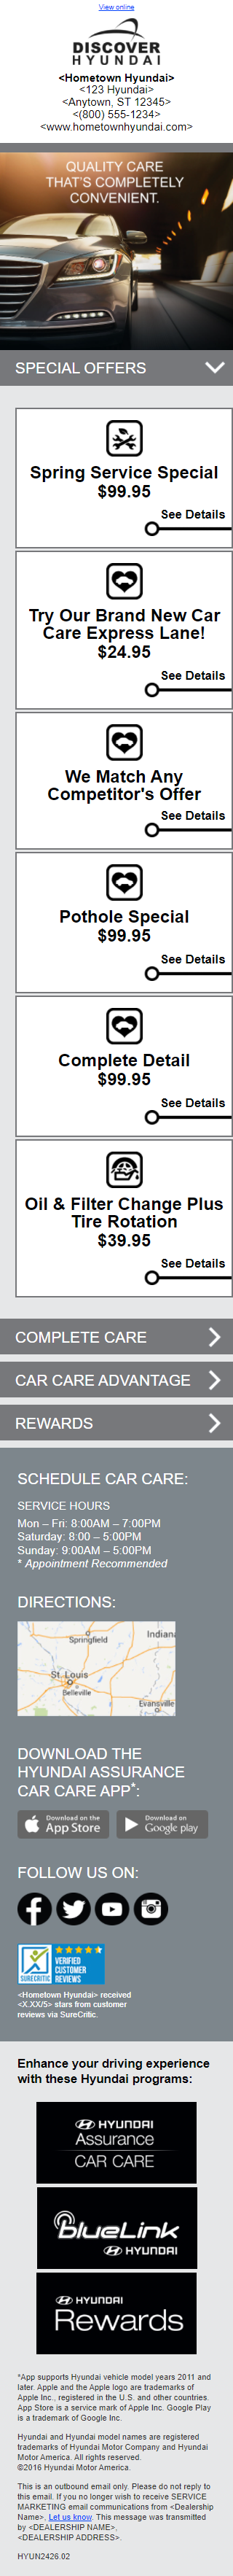 View online
DISCOVER
HYUNDAI
<Hometown Hyundai>
<123 Hyundai>
<Anytown, ST 12345>
<(800) 555-1234>
<www.hometownhyundai.com>
QUALITY CARE
THAT'S COMPLETELY
CONVENIENT.
SPECIAL OFFERS
Spring Service Special
$99.95
See Details
Try Our Brand New Car
Care Express Lane!
$24.95
See Details
We Match Any
Competitor's Offer
See Details
Pothole Special
$99.95
See Details
Complete Detail
$99.95
See Details
Oil & Filter Change Plus
Tire Rotation
$39.95
See Details
COMPLETE CARE
CAR CARE ADVANTAGE
REWARDS
SCHEDULE CAR CARE:
SERVICE HOURS
Mon – Fri: 8:00AM – 7:00PM
Saturday: 8:00 – 5:00PM
Sunday: 9:00AM – 5:00PM
* Appointment Recommended
DIRECTIONS:
Springfield
Indiana
St. Louis
Belleville
Evansville
DOWNLOAD THE
HYUNDAI ASSURANCE
CAR CARE APP*:
Download on the
App Store
Download on
Google play
FOLLOW US ON:
SURECRITIC
VERIFIED
CUSTOMER
REVIEWS
<Hometown Hyundai> received
<X.XX/5> stars from customer
reviews via SureCritic.
Enhance your driving experience
with these Hyundai programs:
HYUNDAI
Assurance
CAR CARE
blueLink
HYUNDAI
HYUNDAI
Rewards
*App supports Hyundai vehicle model years 2011 and
later. Apple and the Apple logo are trademarks of
Apple Inc., registered in the U.S. and other countries.
App Store is a service mark of Apple Inc. Google Play
is a trademark of Google Inc.
Hyundai and Hyundai model names are registered
trademarks of Hyundai Motor Company and Hyundai
Motor America. All rights reserved.
©2016 Hyundai Motor America.
This is an outbound email only. Please do not reply to
this email. If you no longer wish to receive SERVICE
MARKETING email communications from <Dealership
Name>, Let us know. This message was transmitted
by <DEALERSHIP NAME>,
<DEALERSHIP ADDRESS>.
HYUN2426.02